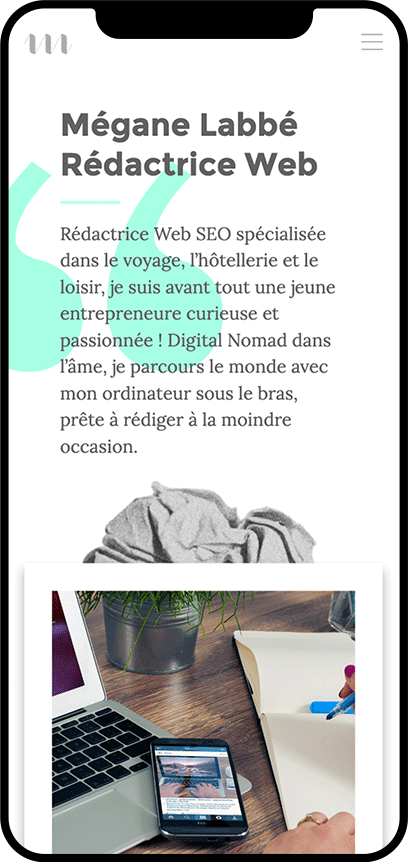 m
Mégane Labbé
Rédactrice Web
Rédactrice Web SEO spécialisée
dans le voyage, l’hôtellerie et le
loisir, je suis avant tout une jeune
entrepreneure curieuse et
passionnée ! Digital Nomad dans
l’âme, je parcours le monde avec
mon ordinateur sous le bras,
prête à rédiger à la moindre
occasion.